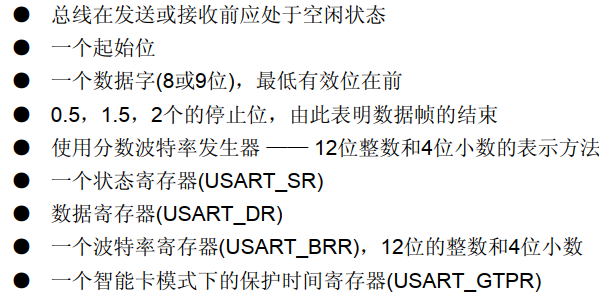 ● 总线在发送或接收前应处于空闲状态
● 一个起始位
● 一个数据字(8或9位)，最低有效位在前
● 0.5，1.5，2个的停止位，由此表明数据帧的结束
● 使用分数波特率发生器 —— 12位整数和4位小数的表示方法
● 一个状态寄存器(USART_SR)
● 数据寄存器(USART_DR)
● 一个波特率寄存器(USART_BRR)，12位的整数和4位小数
● 一个智能卡模式下的保护时间寄存器(USART_GTPR)